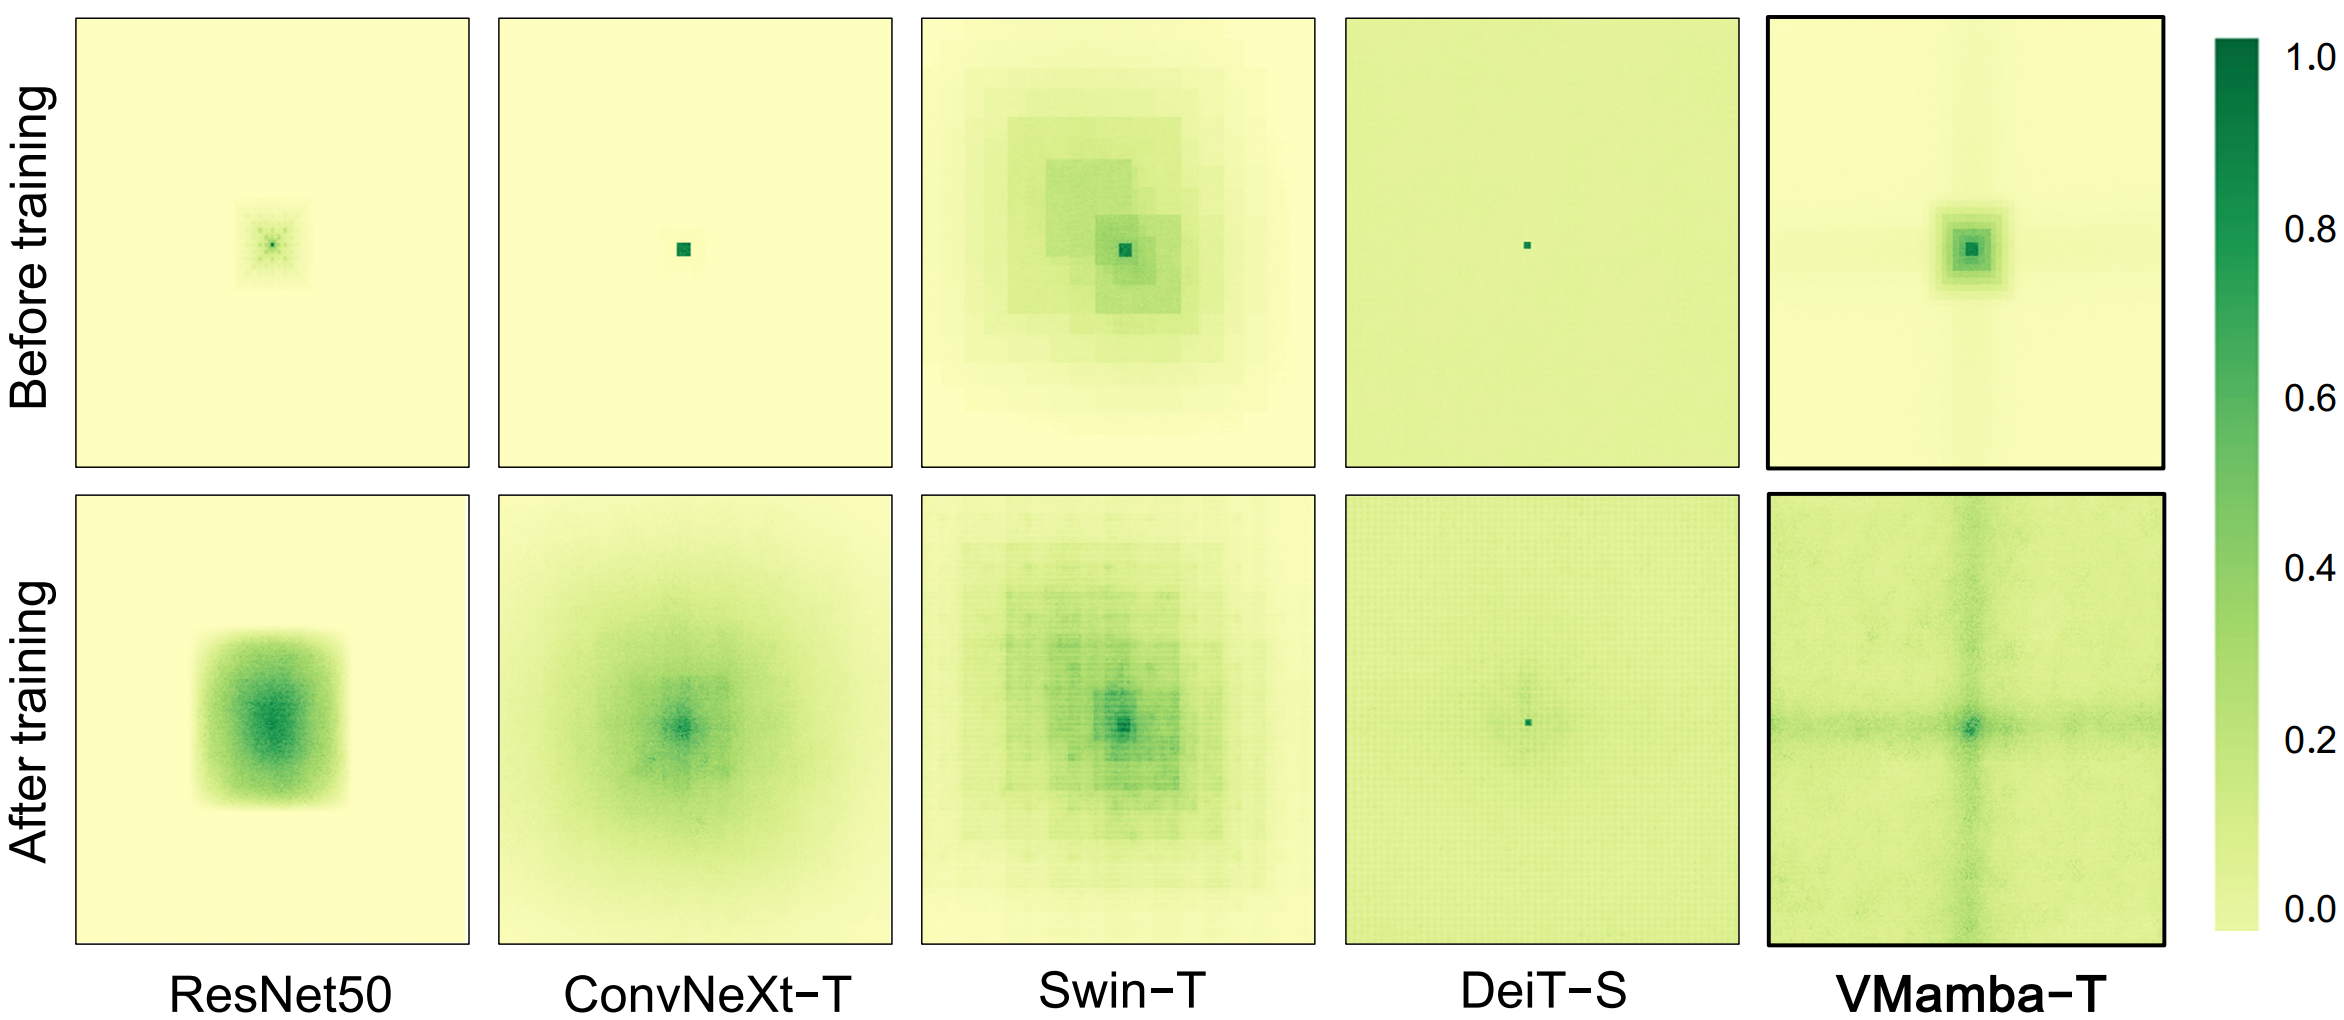 Before training
After training
ResNet50
ConvNeXt−T
Swin−T
DeiT−S
VMamba−T
1.0
0.8
0.6
0.4
0.2
0.0